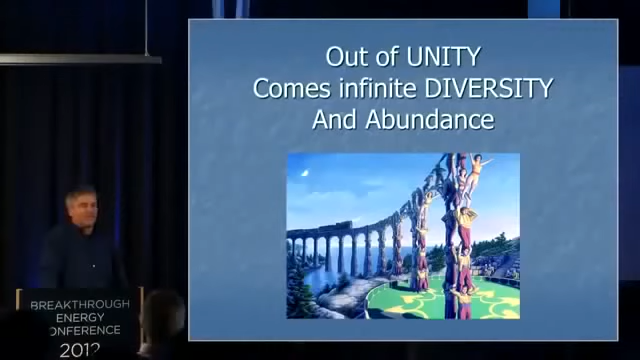 Out of UNITY
Comes infinite DIVERSITY
And Abundance
BREAKTHROUGH
ENERGY
CONFERENCE
2012